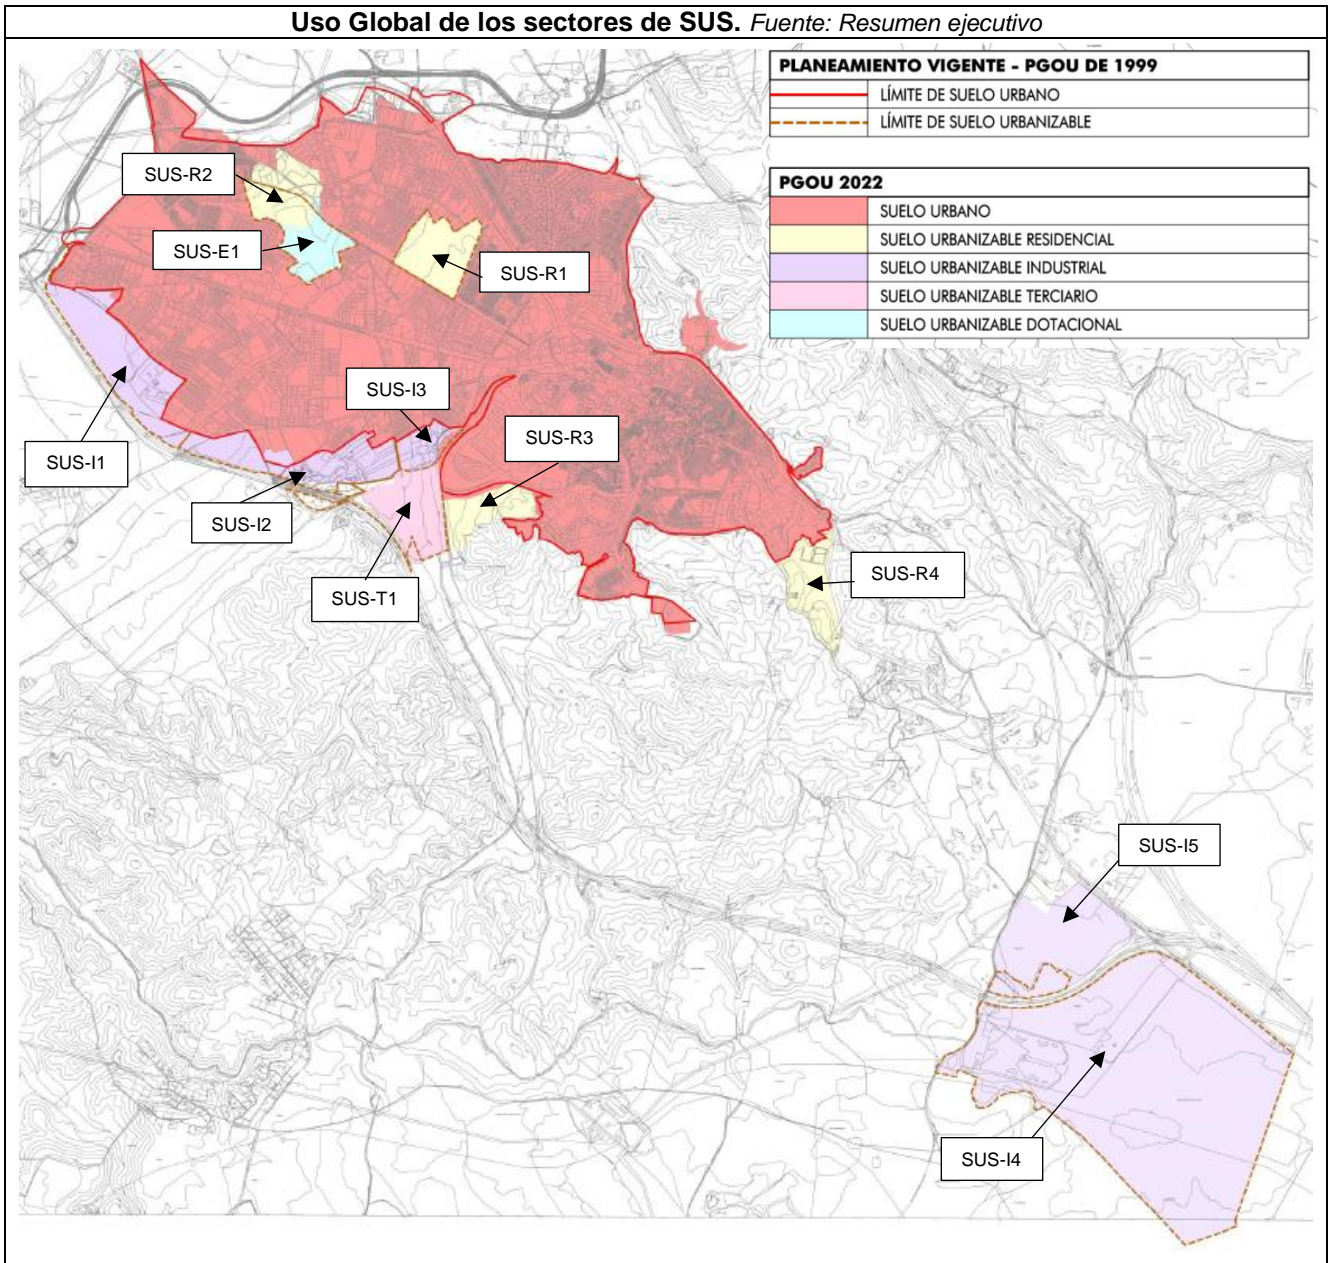 Uso Global de los sectores de SUS. Fuente: Resumen ejecutivo
PLANEAMIENTO VIGENTE - PGOU DE 1999
LÍMITE DE SUELO URBANO
LÍMITE DE SUELO URBANIZABLE
PGOU 2022
SUELO URBANO
SUELO URBANIZABLE RESIDENCIAL
SUELO URBANIZABLE INDUSTRIAL
SUELO URBANIZABLE TERCIARIO
SUELO URBANIZABLE DOTACIONAL
SUS-R2
SUS-E1
SUS-R1
SUS-I3
SUS-R3
SUS-I1
SUS-I2
SUS-T1
SUS-R4
SUS-I5
SUS-I4